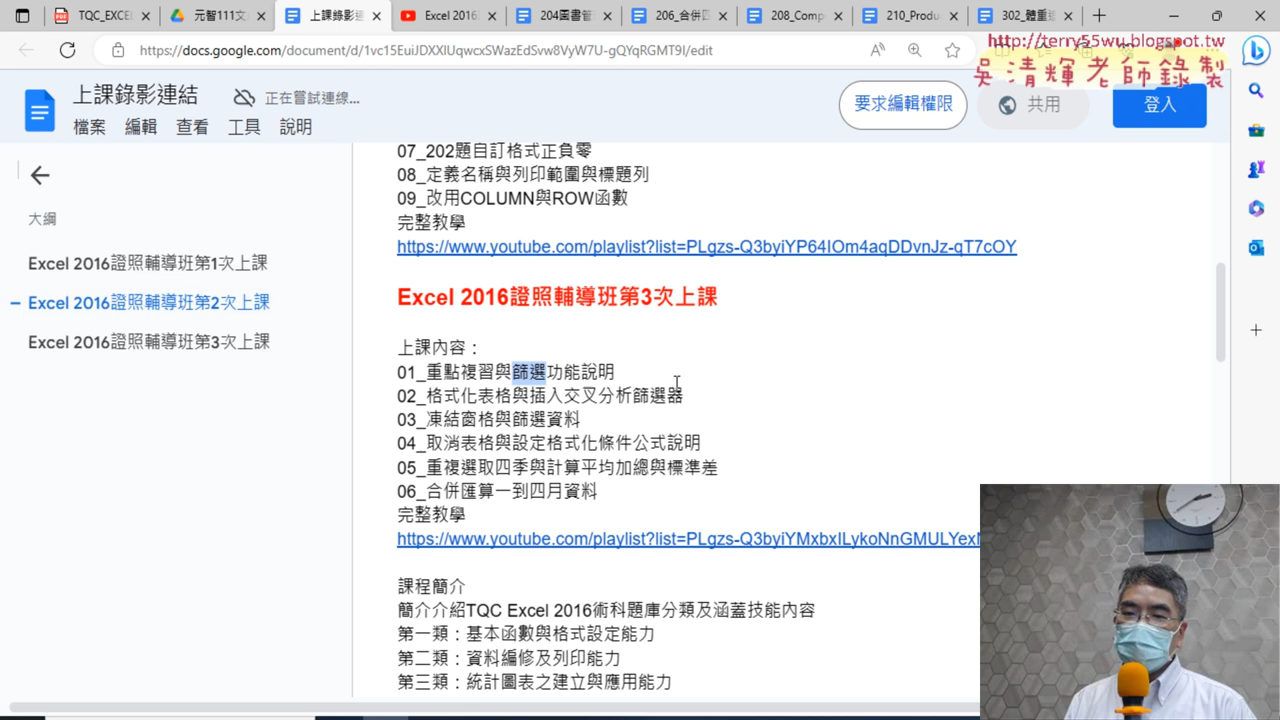 TQC_EXCE
元智111文
上課錄影連
Excel 2016
204圖書管
206_合併四
208_Comp
210_Produ
302_體重
https://docs.google.com/document/d/1vc15EuiJDXXlUqwcxSWazEdSvw8VyW7U-gQYqRGMT9I/edit
http://terry55wu.blogspot.tw
吳清輝老師錄製
上課錄影連結
正在嘗試連線...
檔案 編輯 查看 工具 說明
要求編輯權限
共用
登入
大綱
Excel 2016證照輔導班第1次上課
Excel 2016證照輔導班第2次上課
Excel 2016證照輔導班第3次上課
07_202題自訂格式正負零
08_定義名稱與列印範圍與標題列
09_改用COLUMN與ROW函數
完整教學
https://www.youtube.com/playlist?list=PLgzs-Q3byiYP64IOm4aqDDvnJz-qT7cOY
Excel 2016證照輔導班第3次上課
上課內容：
01_重點複習與篩選功能說明
02_格式化表格與插入交叉分析篩選器
03_凍結窗格與篩選資料
04_取消表格與設定格式化條件公式說明
05_重複選取四季與計算平均加總與標準差
06_合併匯算一到四月資料
完整教學
https://www.youtube.com/playlist?list=PLgzs-Q3byiYMxbxILykoNnGMULYexN
課程簡介
簡介介紹TQC Excel 2016術科題庫分類及涵蓋技能內容
第一類：基本函數與格式設定能力
第二類：資料編修及列印能力
第三類：統計圖表之建立與應用能力